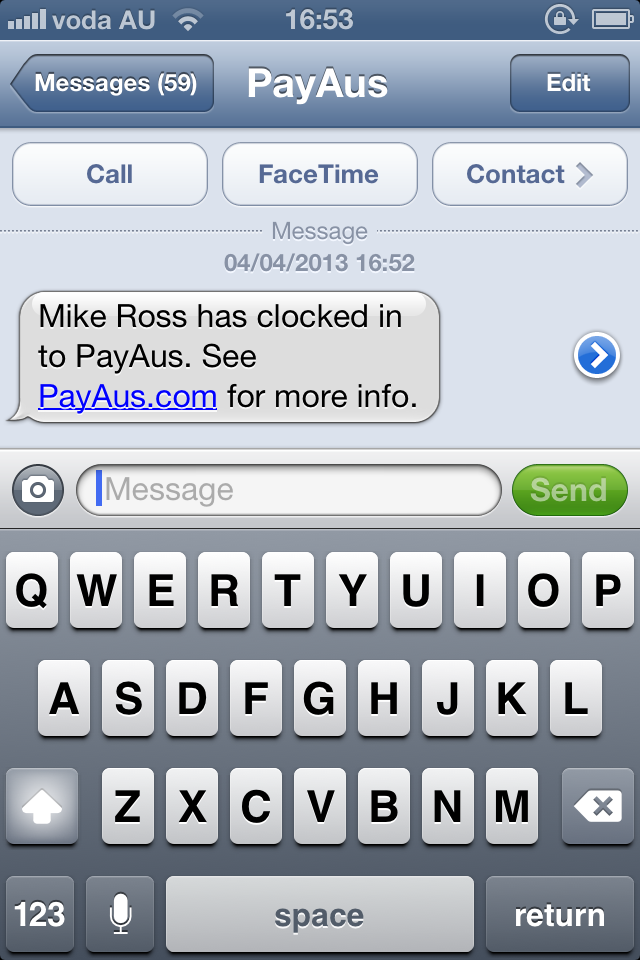 voda AU 16:53
Messages (59) PayAus Edit
Call FaceTime Contact
Message
04/04/2013 16:52
Mike Ross has clocked in
to PayAus. See
PayAus.com for more info.
Message Send
Q W E R T Y U I O P
A S D F G H J K L
Z X C V B N M
123 space return